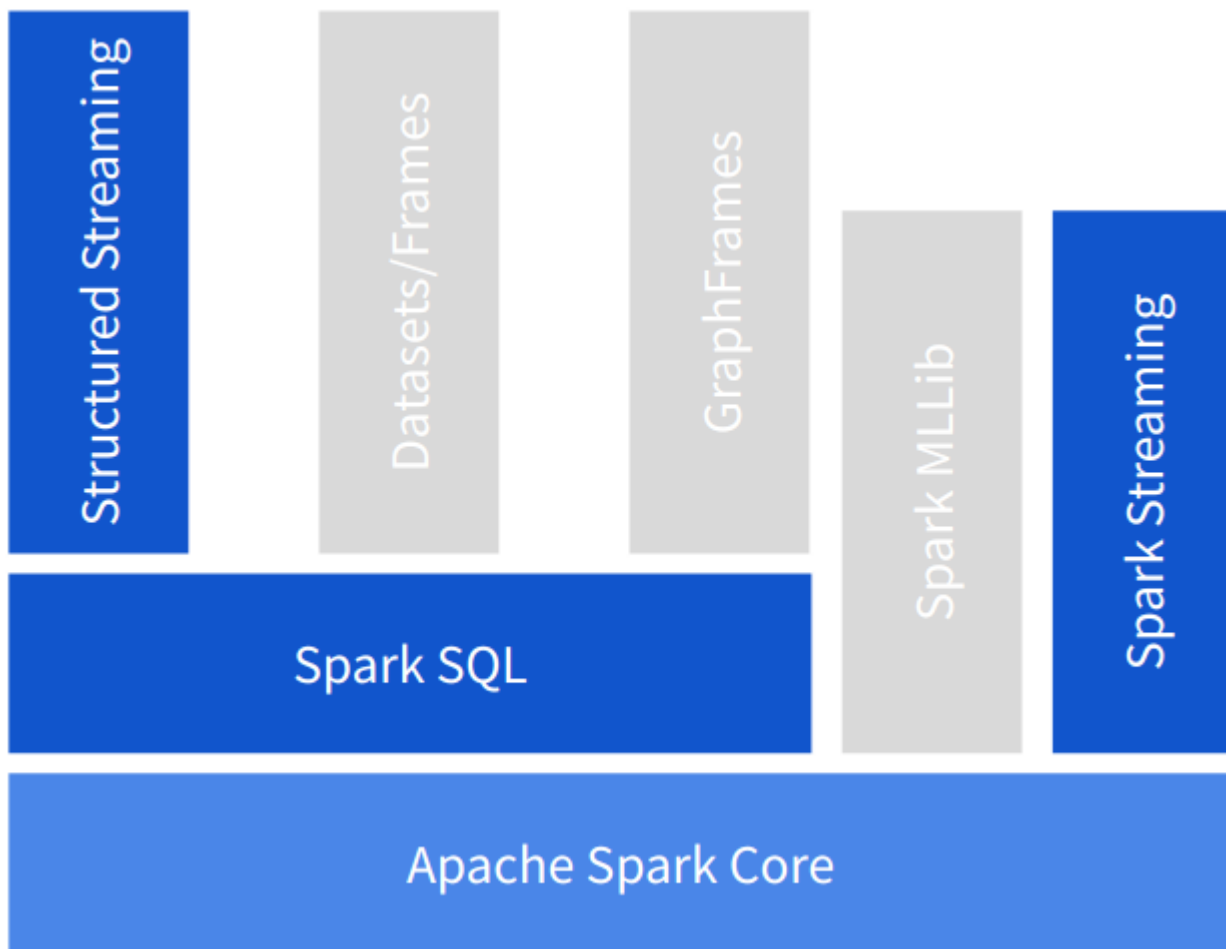 Structured Streaming
Datasets/Frames
GraphFrames
Spark MLLib
Spark Streaming
Spark SQL
Apache Spark Core